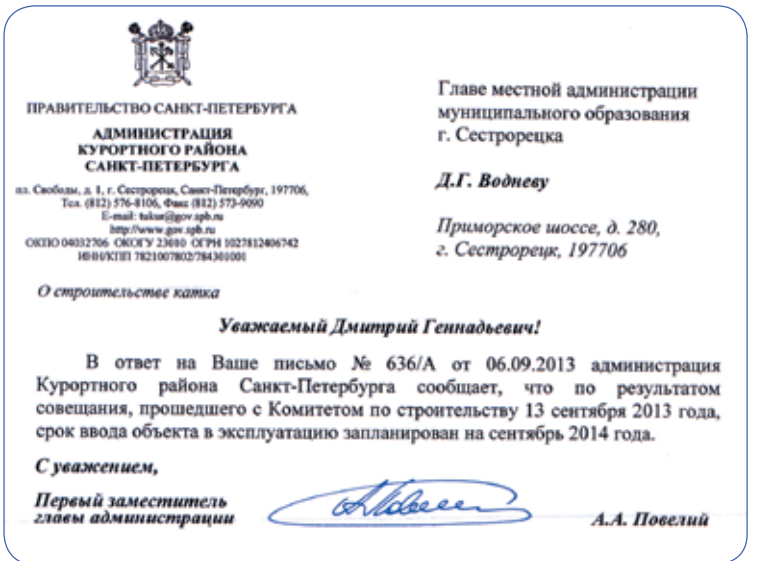 ПРАВИТЕЛЬСТВО САНКТ-ПЕТЕРБУРГА
АДМИНИСТРАЦИЯ
КУРОРТНОГО РАЙОНА
САНКТ-ПЕТЕРБУРГА
пл. Свободы, д. 1, г. Сестрорецк, Санкт-Петербург, 197706,
Тел. (812) 576-8106, Факс (812) 573-9090
E-mail: tukur@gov.spb.ru
http://www.gov.spb.ru
ОКПО 04032706 ОКОГУ 23010 ОГРН 1027812406742
ИНН/КПП 7821007802/784301001
Главе местной администрации
муниципального образования
г. Сестрорецка
Д.Г. Водневу
Приморское шоссе, д. 280,
г. Сестрорецк, 197706
О строительстве катка
Уважаемый Дмитрий Геннадьевич!
В ответ на Ваше письмо № 636/А от 06.09.2013 администрация
Курортного района Санкт-Петербурга сообщает, что по результатом
совещания, прошедшего с Комитетом по строительству 13 сентября 2013 года,
срок ввода объекта в эксплуатацию запланирован на сентябрь 2014 года.
С уважением,
Первый заместитель
главы администрации
А.А. Повелий